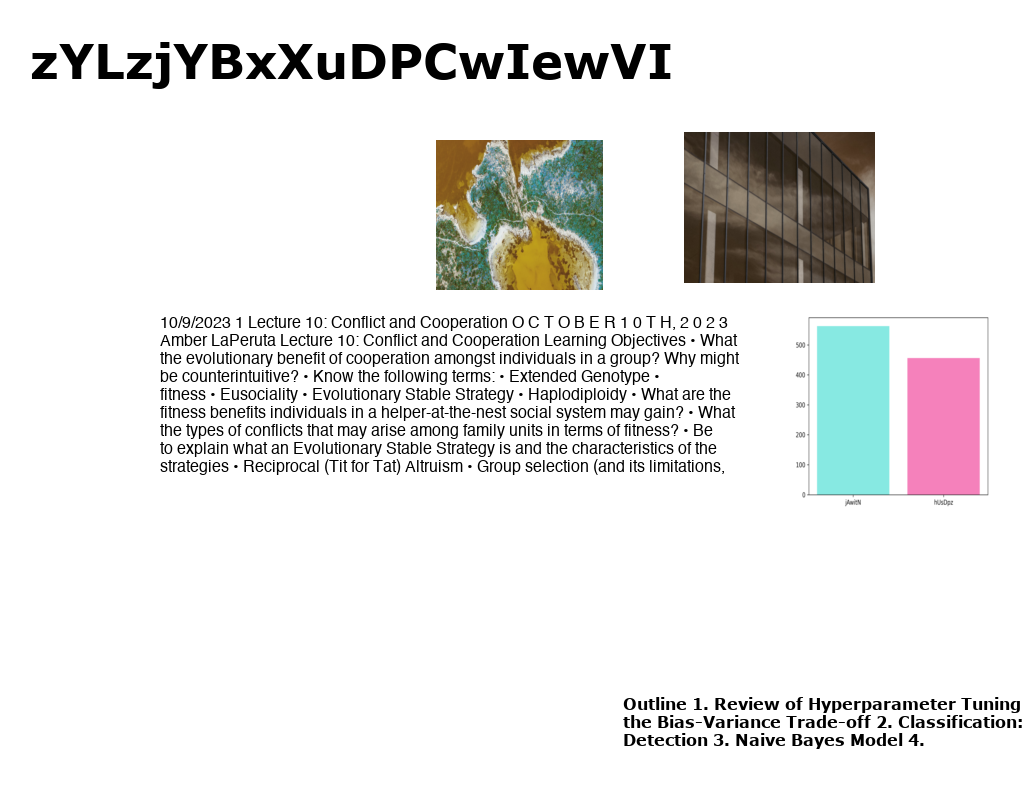 zYLzjYBxXuDPCwIewVI
10/9/2023 1 Lecture 10: Conflict and Cooperation O C T O B E R 1 0 T H, 2 0 2 3
Amber LaPeruta Lecture 10: Conflict and Cooperation Learning Objectives • What
the evolutionary benefit of cooperation amongst individuals in a group? Why might
be counterintuitive? • Know the following terms: • Extended Genotype •
fitness • Eusociality • Evolutionary Stable Strategy • Haplodiploidy • What are the
fitness benefits individuals in a helper-at-the-nest social system may gain? • What
the types of conflicts that may arise among family units in terms of fitness? • Be
to explain what an Evolutionary Stable Strategy is and the characteristics of the
strategies • Reciprocal (Tit for Tat) Altruism • Group selection (and its limitations,
500
400
300
200
100
0
jAwitN hUsDpz
Outline 1. Review of Hyperparameter Tuning
the Bias-Variance Trade-off 2. Classification:
Detection 3. Naive Bayes Model 4.